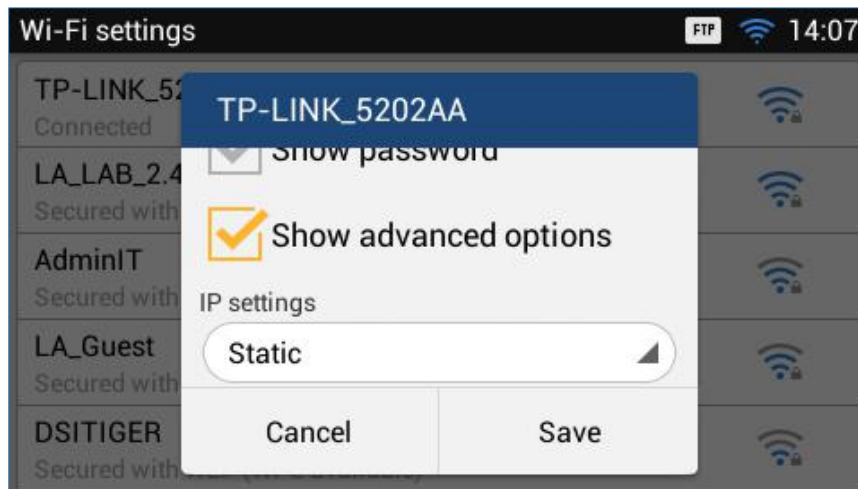 Wi-Fi settings FTP 14:07
TP-LINK_52
Connected
TP-LINK_5202AA
Show password
LA_LAB_2.4
Secured with
Show advanced options
AdminIT
Secured with
IP settings
LA_Guest
Static
Secured with
DSITIGER
Cancel Save
Secured with